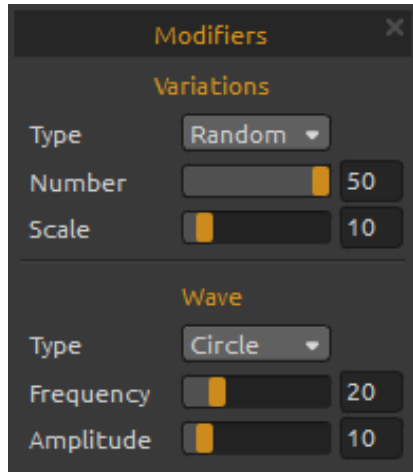 Modifiers
Variations
Type Random
Number 50
Scale 10
Wave
Type Circle
Frequency 20
Amplitude 10